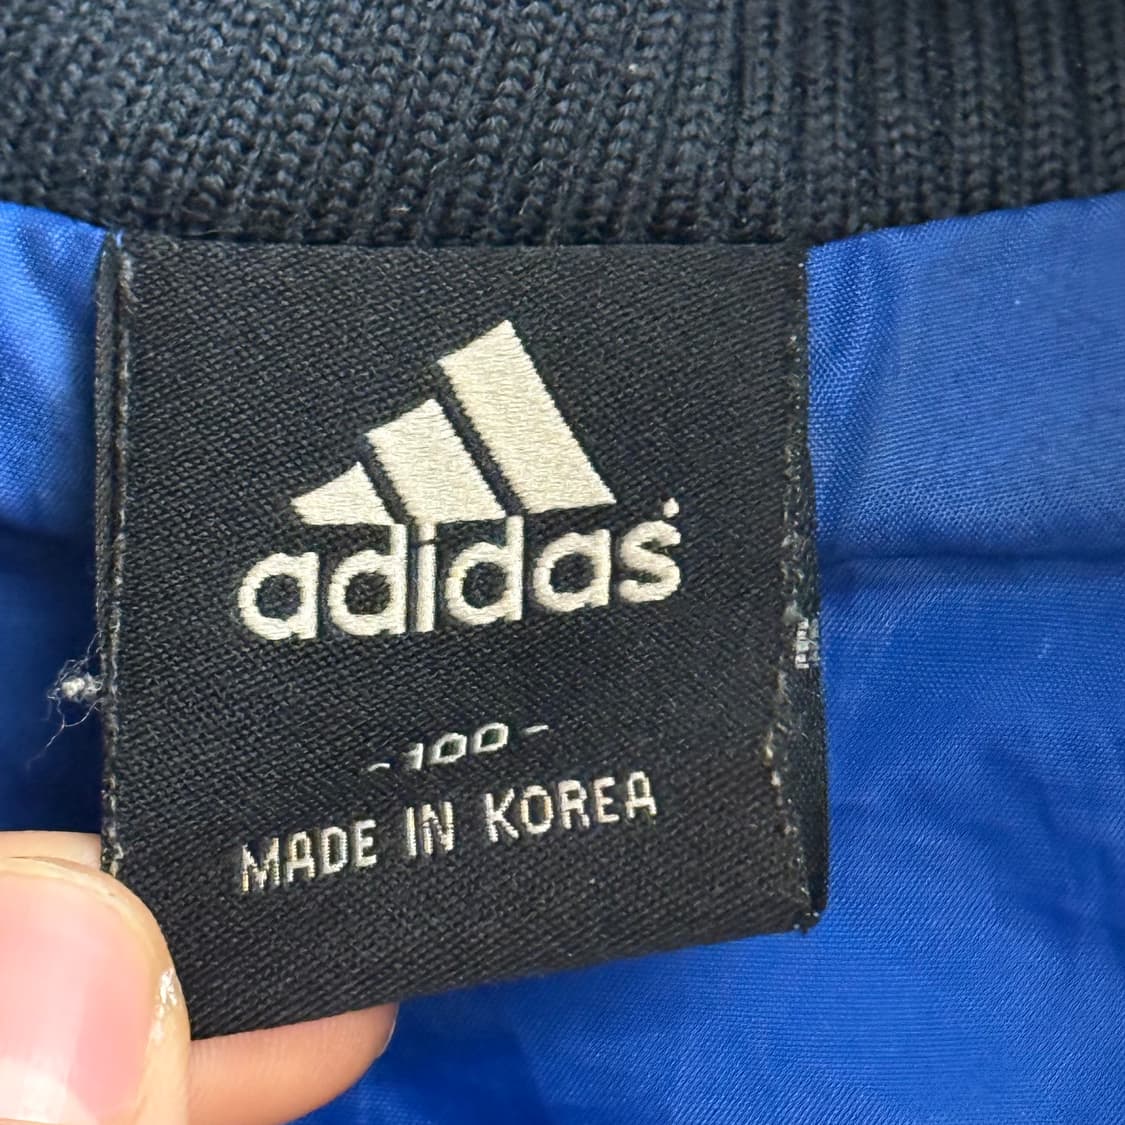 adidas
-100-
MADE IN KOREA